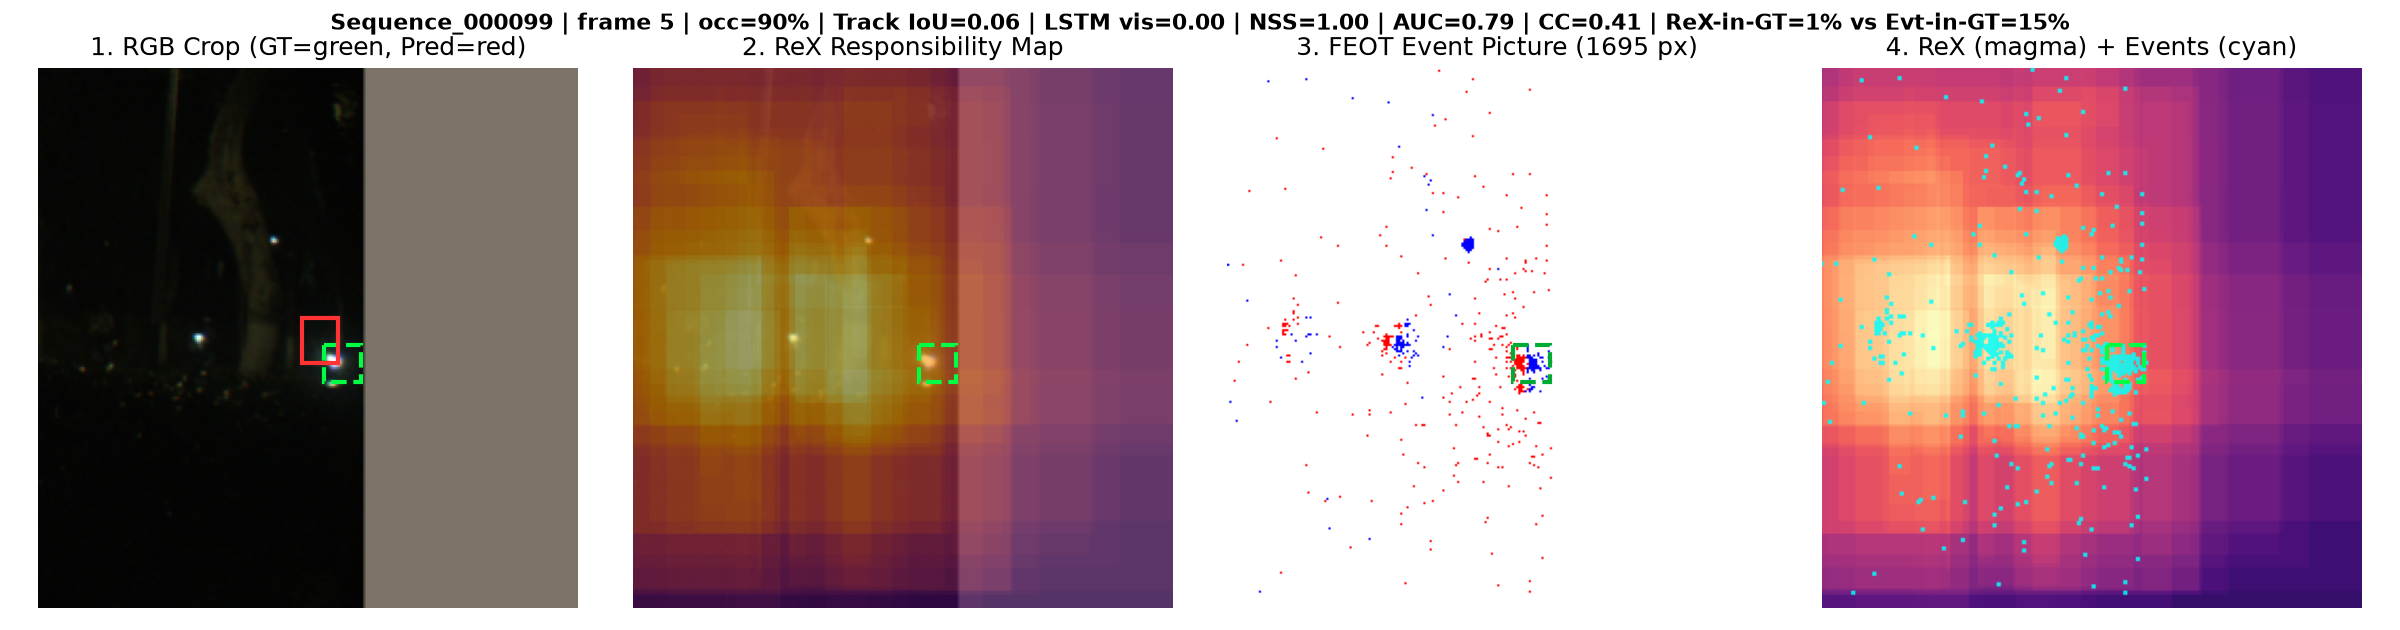 Sequence_000099 | frame 5 | occ=90% | Track IoU=0.06 | LSTM vis=0.00 | NSS=1.00 | AUC=0.79 | CC=0.41 | ReX-in-GT=1% vs Evt-in-GT=15%
1. RGB Crop (GT=green, Pred=red)
2. ReX Responsibility Map
3. FEOT Event Picture (1695 px)
4. ReX (magma) + Events (cyan)